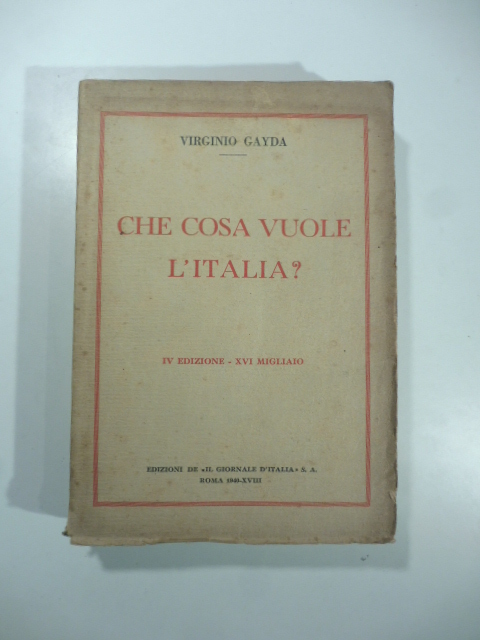 VIRGINIO GAYDA
CHE COSA VUOLE
L'ITALIA?
IV EDIZIONE - XVI MIGLIAIO
EDIZIONI DE «IL GIORNALE D'ITALIA» S. A.
ROMA 1940-XVIII